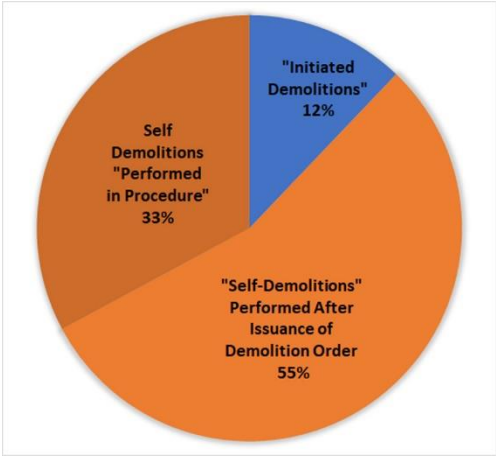 "Initiated
Demolitions"
12%
Self
Demolitions
"Performed
in Procedure"
33%
"Self-Demolitions"
Performed After
Issuance of
Demolition Order
55%